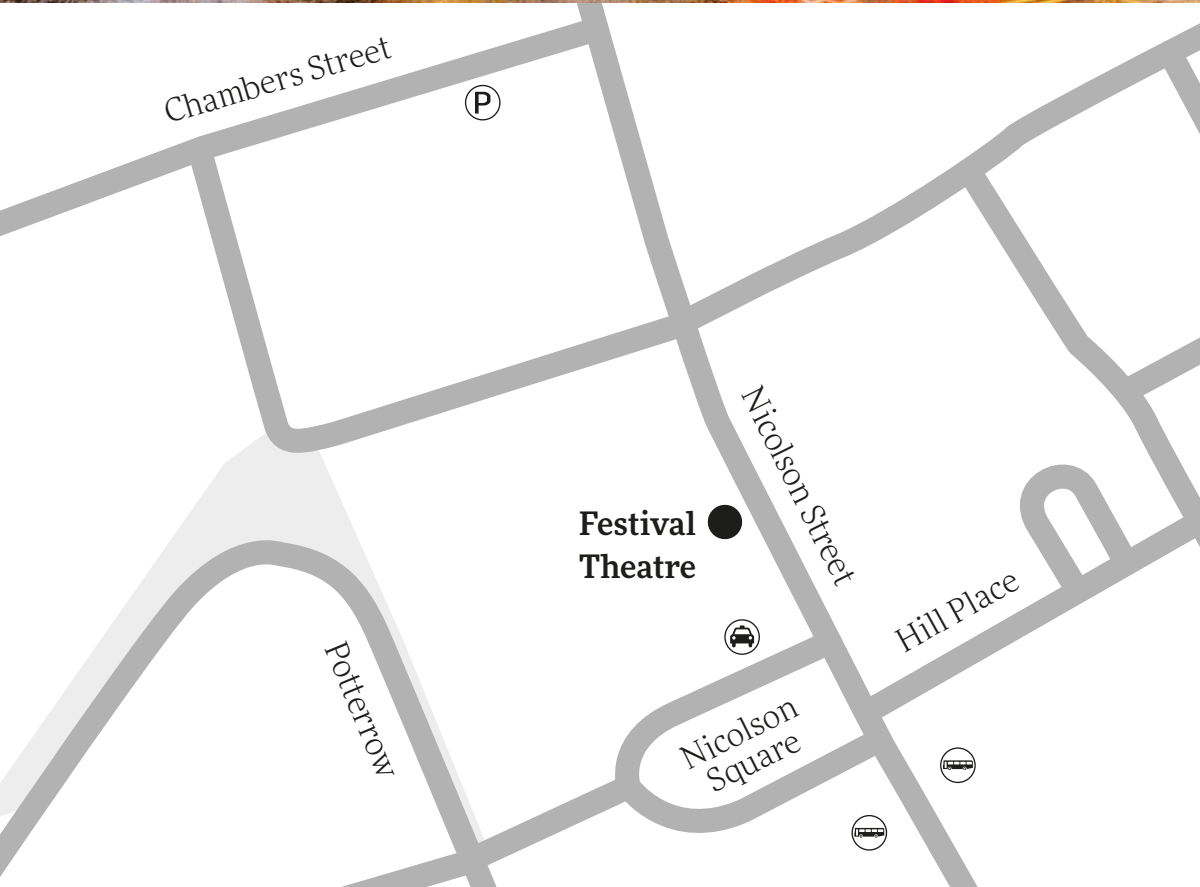 Chambers Street
P
Nicolson Street
Festival
Theatre
Hill Place
Potterrow
Nicolson
Square